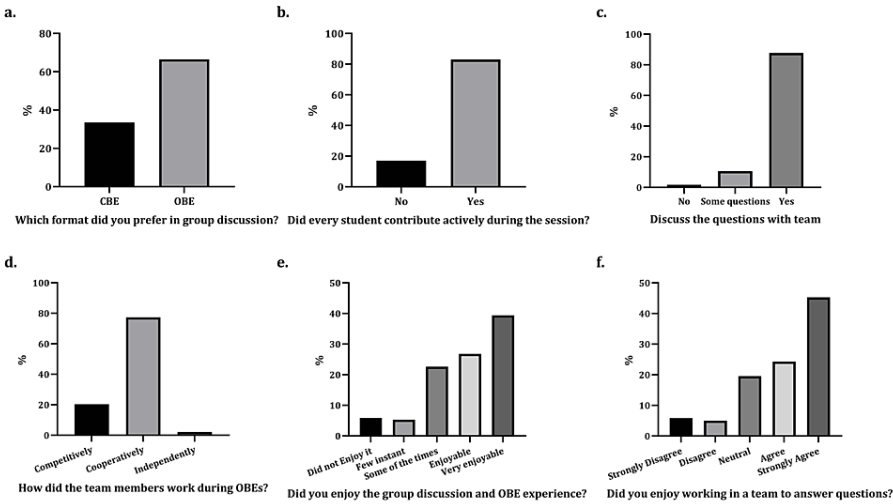 a.
%
80
60
40
20
0
CBE OBE
Which format did you prefer in group discussion?
b.
%
100
80
60
40
20
0
No Yes
Did every student contribute actively during the session?
c.
%
100
80
60
40
20
0
No Some questions Yes
Discuss the questions with team
d.
%
100
80
60
40
20
0
Competitively Cooperatively Independently
How did the team members work during OBEs?
e.
%
50
40
30
20
10
0
Did not Enjoy it Few instant Some of the times Enjoyable Very enjoyable
Did you enjoy the group discussion and OBE experience?
f.
%
50
40
30
20
10
0
Strongly Disagree Disagree Neutral Agree Strongly Agree
Did you enjoy working in a team to answer questions?